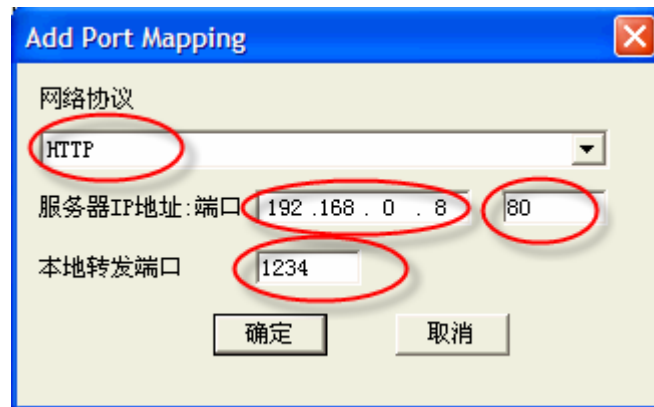 Add Port Mapping
网络协议
HTTP
服务器IP地址:端口 192 .168 . 0 . 8 80
本地转发端口 1234
确定 取消